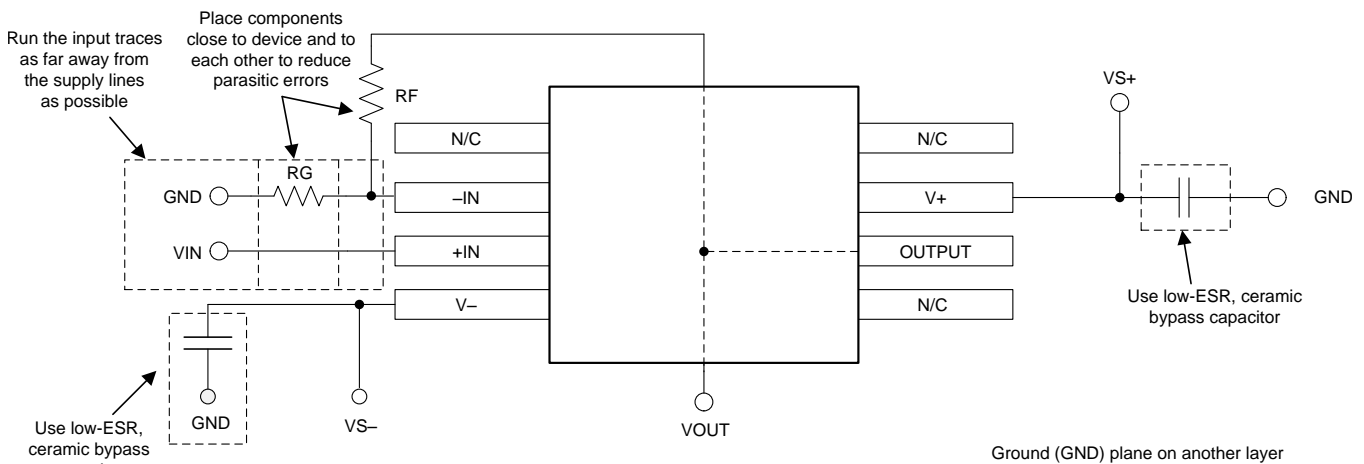 Place components
close to device and to
each other to reduce
parasitic errors
Run the input traces
as far away from
the supply lines
as possible
RF
VS+
N/C
N/C
RG
GND
–IN
V+
GND
VIN
+IN
OUTPUT
V–
N/C
Use low-ESR, ceramic
bypass capacitor
GND
VS–
VOUT
Use low-ESR,
ceramic bypass
Ground (GND) plane on another layer